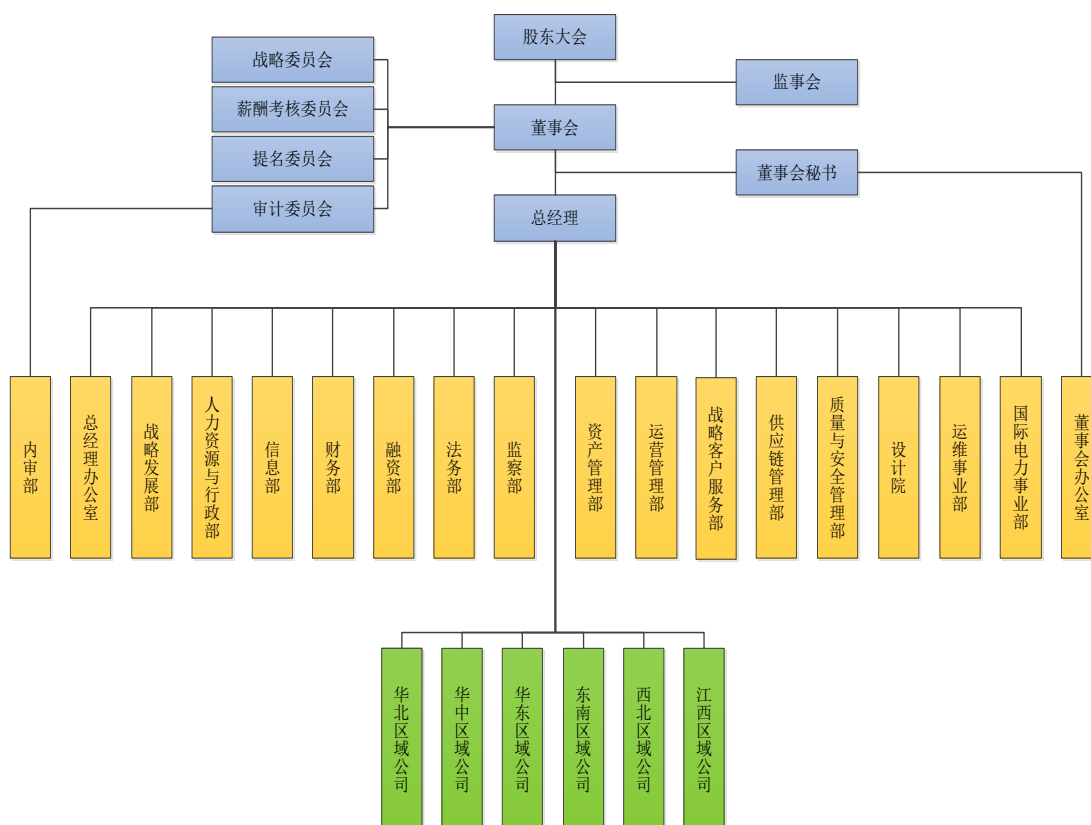 股东大会
战略委员会
监事会
薪酬考核委员会
董事会
提名委员会
董事会秘书
审计委员会
总经理
内审部
总经理办公室
战略发展部
人力资源与行政部
信息部
财务部
融资部
法务部
监察部
资产管理部
运营管理部
战略客户服务部
供应链管理部
质量与安全管理部
设计院
运维事业部
国际电力事业部
董事会办公室
华北区域公司
华中区域公司
华东区域公司
东南区域公司
西北区域公司
江西区域公司